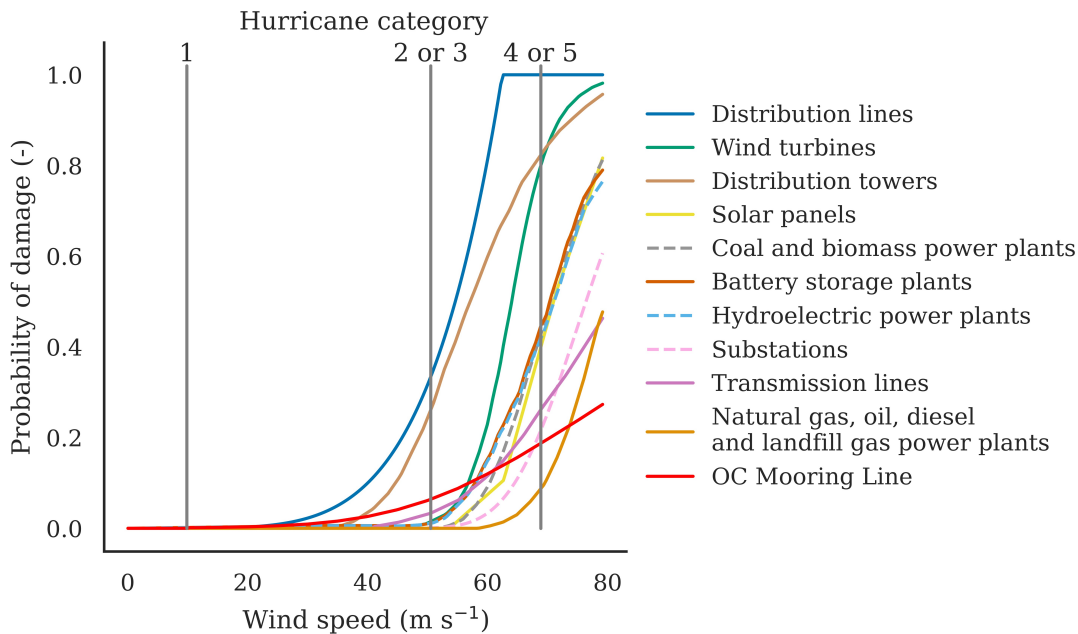 Hurricane category
1
2 or 3
4 or 5
1.0
0.8
0.6
0.4
0.2
0.0
Probability of damage (-)
0
20
40
60
80
Wind speed (m s⁻¹)
Distribution lines
Wind turbines
Distribution towers
Solar panels
Coal and biomass power plants
Battery storage plants
Hydroelectric power plants
Substations
Transmission lines
Natural gas, oil, diesel
and landfill gas power plants
OC Mooring Line